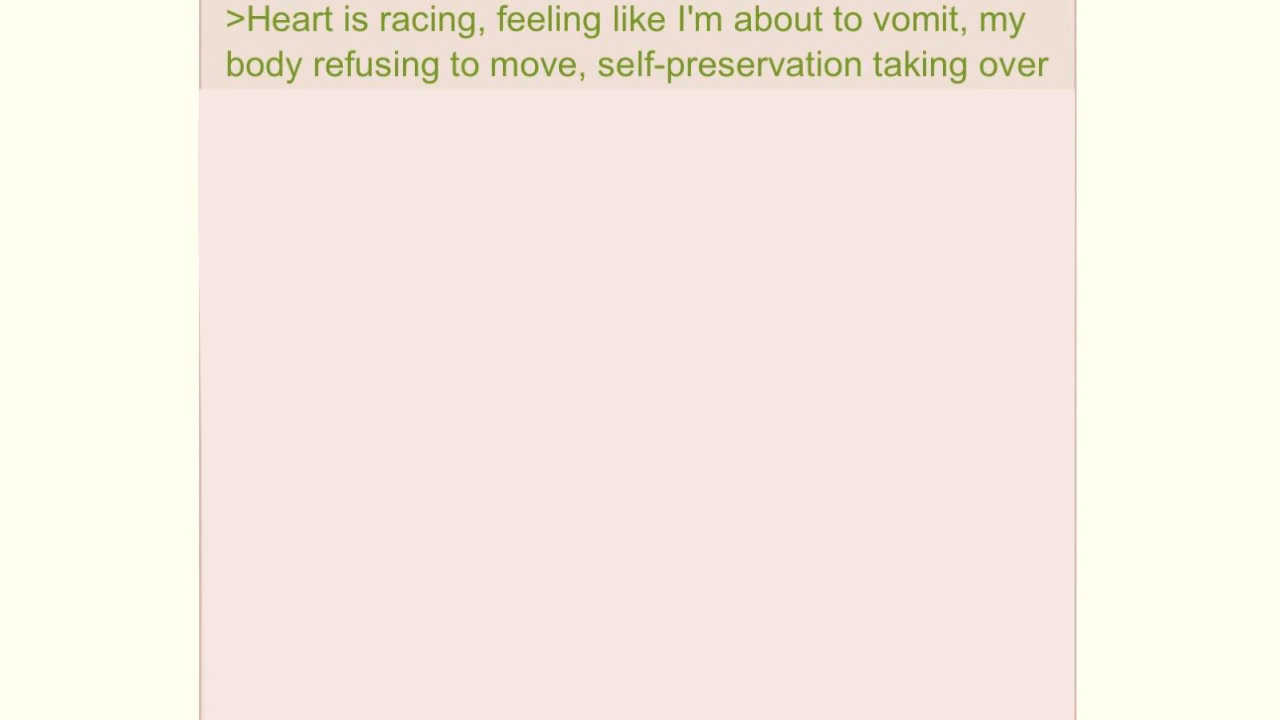 >Heart is racing, feeling like I'm about to vomit, my
body refusing to move, self-preservation taking over